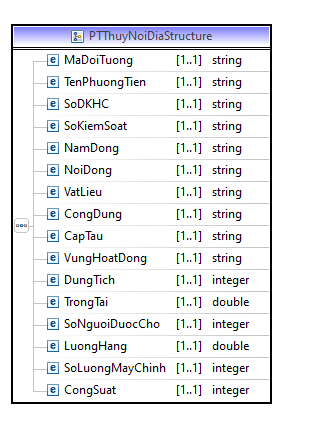 PTThuyNoiDiaStructure
MaDoiTuong [1..1] string
TenPhuongTien [1..1] string
SoDKHC [1..1] string
SoKiemSoat [1..1] string
NamDong [1..1] string
NoiDong [1..1] string
VatLieu [1..1] string
CongDung [1..1] string
CapTau [1..1] string
VungHoatDong [1..1] string
DungTich [1..1] integer
TrongTai [1..1] double
SoNguoiDuocCho [1..1] integer
LuongHang [1..1] double
SoLuongMayChinh [1..1] integer
CongSuat [1..1] integer